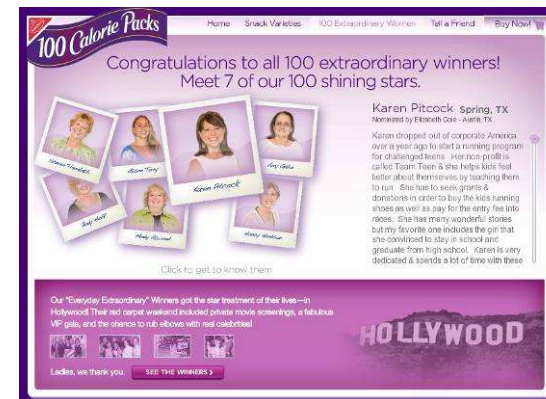 100 Calorie Packs
Home Snack Varieties 100 Extraordinary Women Tell a Friend Buy Now!
Congratulations to all 100 extraordinary winners!
Meet 7 of our 100 shining stars.
Karen Pitcock Spring, TX
Nominated by Elizabeth Cole - Austin, TX
Karen dropped out of corporate America
over a year ago to start a running program
for challenged teens. Her non-profit is
called Team Teen & she helps kids feel
better about themselves by teaching them
to run. She has to seek grants &
donations in order to buy the kids running
shoes as well as pay for the entry fee into
races. She has many wonderful stories
but my favorite one includes the girl that
she convinced to stay in school and
graduate from high school. Karen is very
dedicated & spends a lot of time with these
Karen Pitcock
Click to get to know them
Our "Everyday Extraordinary" Winners got the star treatment of their lives—in
Hollywood! Their red carpet weekend included private movie screenings, a fabulous
VIP gala, and the chance to rub elbows with real celebrities!
HOLLYWOOD
Ladies, we thank you. SEE THE WINNERS >